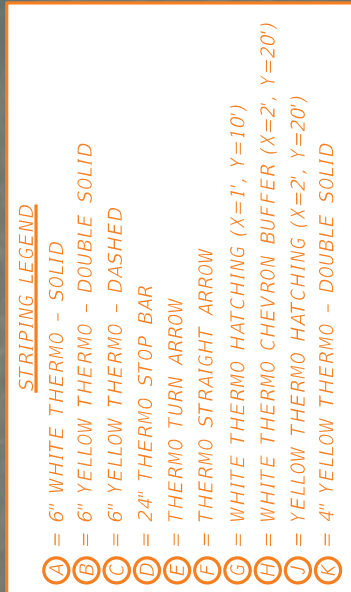 STRIPING LEGEND
A = 6" WHITE THERMO - SOLID
B = 6" YELLOW THERMO - DOUBLE SOLID
C = 6" YELLOW THERMO - DASHED
D = 24" THERMO STOP BAR
E = THERMO TURN ARROW
F = THERMO STRAIGHT ARROW
G = WHITE THERMO HATCHING (X=1', Y=10')
H = WHITE THERMO CHEVRON BUFFER (X=2', Y=20')
J = YELLOW THERMO HATCHING (X=2', Y=20')
K = 4" YELLOW THERMO - DOUBLE SOLID